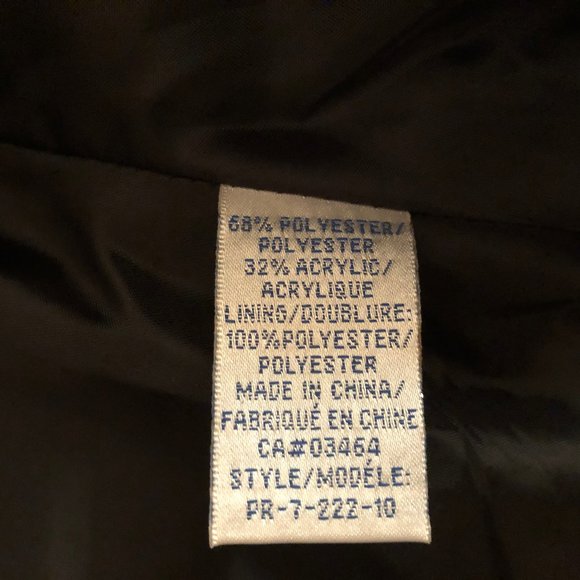 68% POLYESTER/
POLYESTER
32% ACRYLIC/
ACRYLIQUE
LINING/DOUBLURE:
100%POLYESTER/
POLYESTER
MADE IN CHINA/
FABRIQUÉ EN CHINE
CA#03464
STYLE/MODÉLE:
PR-7-222-10